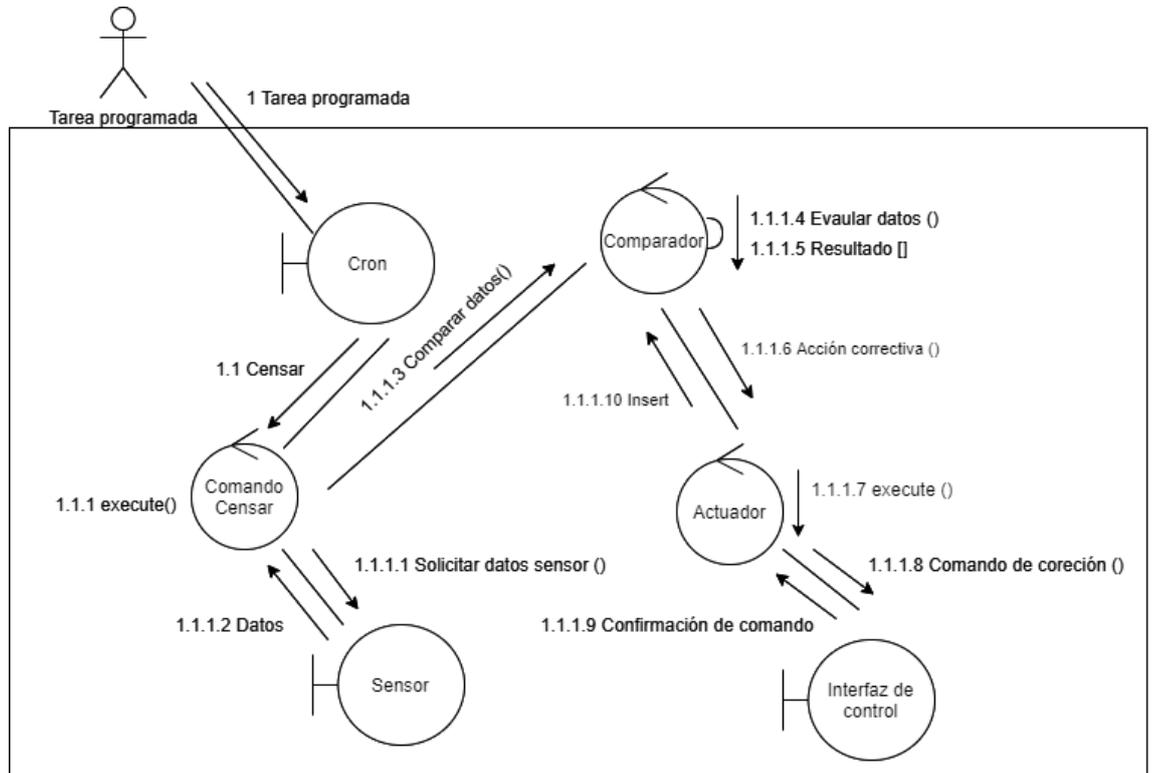 1 Tarea programada
Tarea programada
Cron
Comparador
1.1.1.4 Evaular datos ()
1.1.1.5 Resultado []
1.1.1.3 Comparar datos()
1.1 Censar
1.1.1.6 Acción correctiva ()
1.1.1.10 Insert
Comando
Censar
1.1.1 execute()
Actuador
1.1.1.7 execute ()
1.1.1.1 Solicitar datos sensor ()
1.1.1.8 Comando de coreción ()
1.1.1.2 Datos
1.1.1.9 Confirmación de comando
Sensor
Interfaz de
control